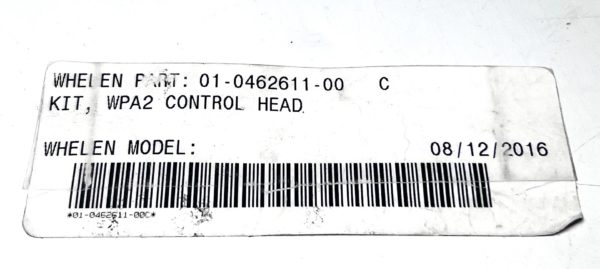 WHELEN PART: 01-0462611-00 C
KIT, WPA2 CONTROL HEAD
WHELEN MODEL: 08/12/2016
*01-0462611-00C*